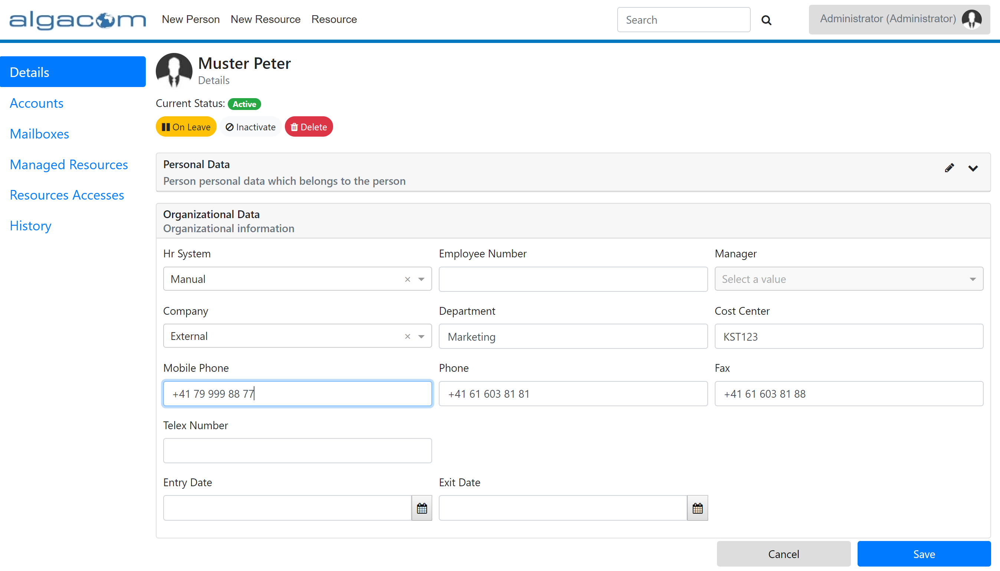 algacom New Person New Resource Resource Search Administrator (Administrator)
Details
Accounts
Mailboxes
Managed Resources
Resources Accesses
History
Muster Peter
Details
Current Status: Active
On Leave Inactivate Delete
Personal Data
Person personal data which belongs to the person
Organizational Data
Organizational information
Hr System Employee Number Manager
Manual × Select a value
Company Department Cost Center
External × Marketing KST123
Mobile Phone Phone Fax
+41 79 999 88 77 +41 61 603 81 81 +41 61 603 81 88
Telex Number
Entry Date Exit Date
Cancel Save